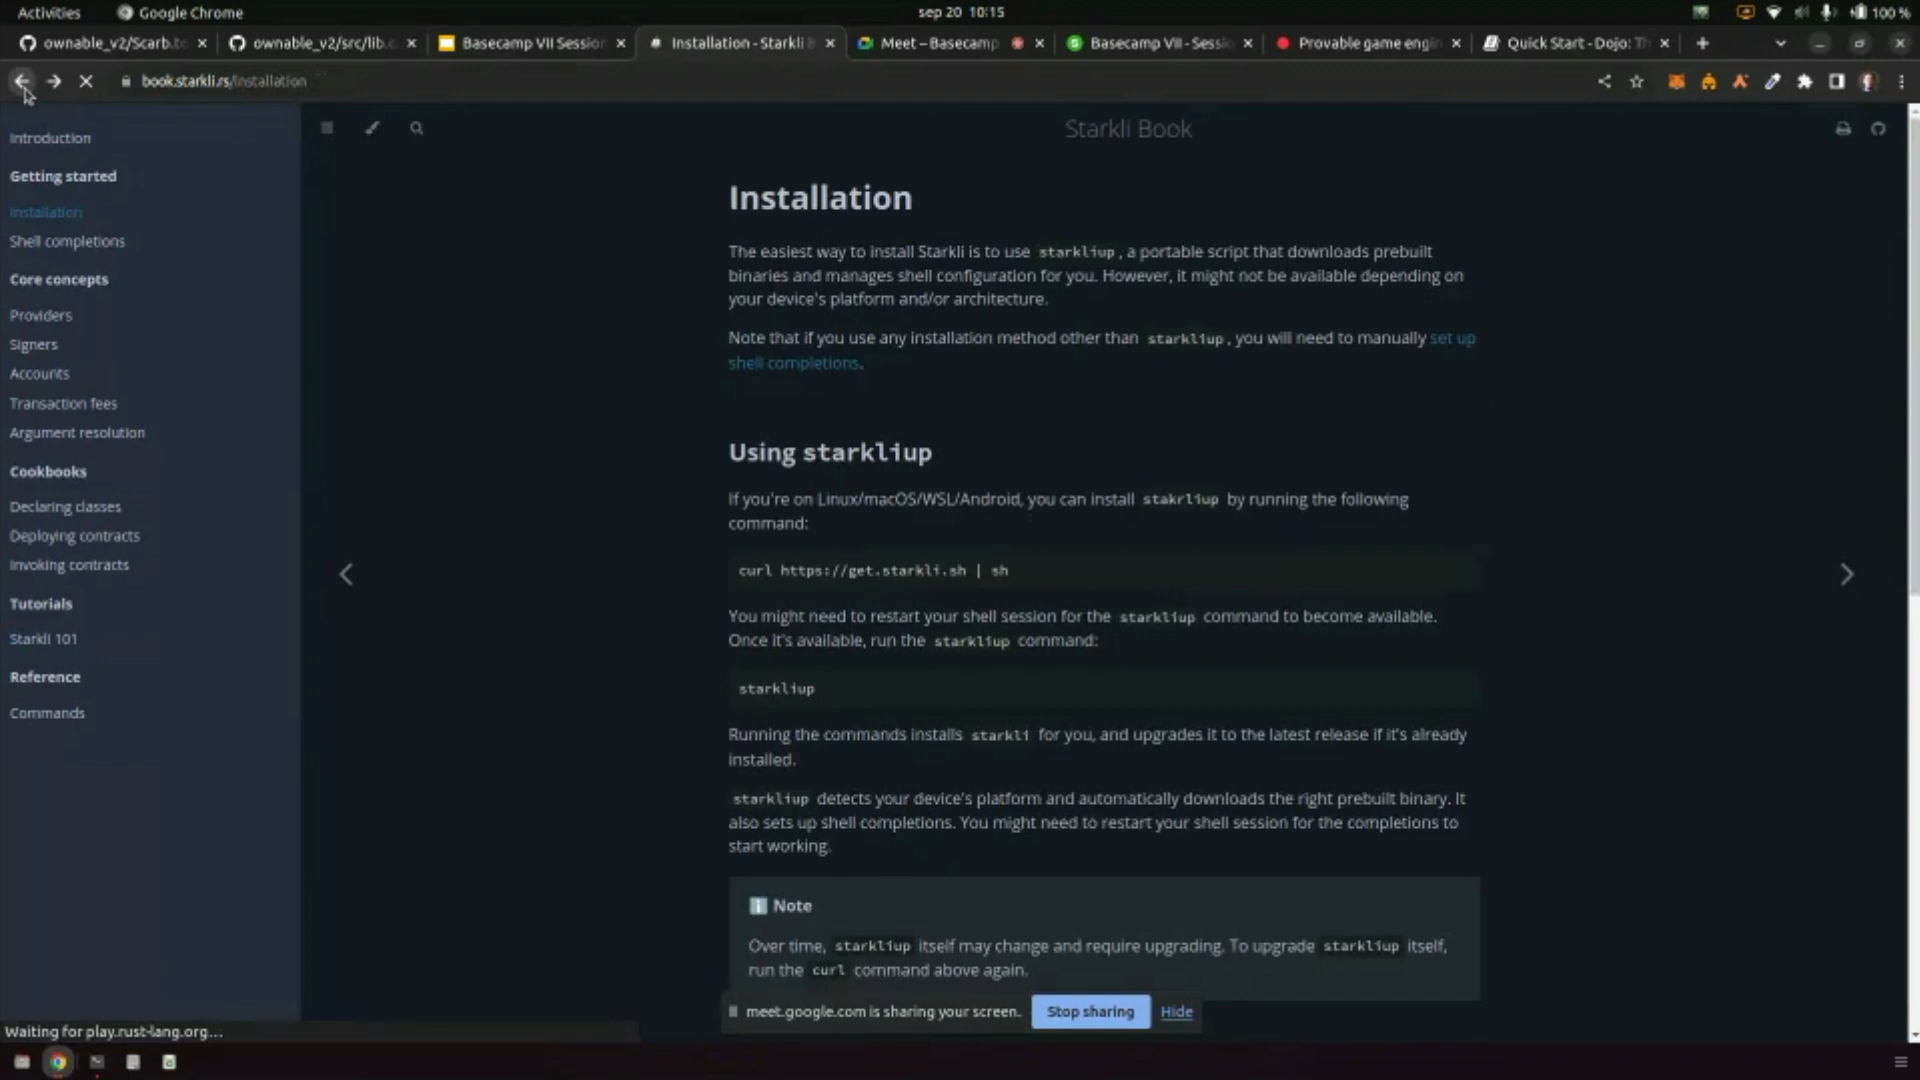 Activities
Google Chrome
sep 20 10:15
100 %
ownable_v2/Scarb.t
ownable_v2/src/lib.c
Basecamp VII Session
Installation - Starkli
Meet – Basecamp
Basecamp VII - Sessi
Provable game engin
Quick Start - Dojo: Th
book.starkli.rs/installation
Starkli Book
Introduction
Getting started
Installation
Shell completions
Core concepts
Providers
Signers
Accounts
Transaction fees
Argument resolution
Cookbooks
Declaring classes
Deploying contracts
Invoking contracts
Tutorials
Starkli 101
Reference
Commands
Installation
The easiest way to install Starkli is to use starkliup, a portable script that downloads prebuilt
binaries and manages shell configuration for you. However, it might not be available depending on
your device's platform and/or architecture.
Note that if you use any installation method other than starkliup, you will need to manually set up
shell completions.
Using starkliup
If you're on Linux/macOS/WSL/Android, you can install stakrliup by running the following
command:
curl https://get.starkli.sh | sh
You might need to restart your shell session for the starkliup command to become available.
Once it's available, run the starkliup command:
starkliup
Running the commands installs starkli for you, and upgrades it to the latest release if it's already
installed.
starkliup detects your device's platform and automatically downloads the right prebuilt binary. It
also sets up shell completions. You might need to restart your shell session for the completions to
start working.
Note
Over time, starkliup itself may change and require upgrading. To upgrade starkliup itself,
run the curl command above again.
meet.google.com is sharing your screen.
Stop sharing
Hide
Waiting for play.rust-lang.org...